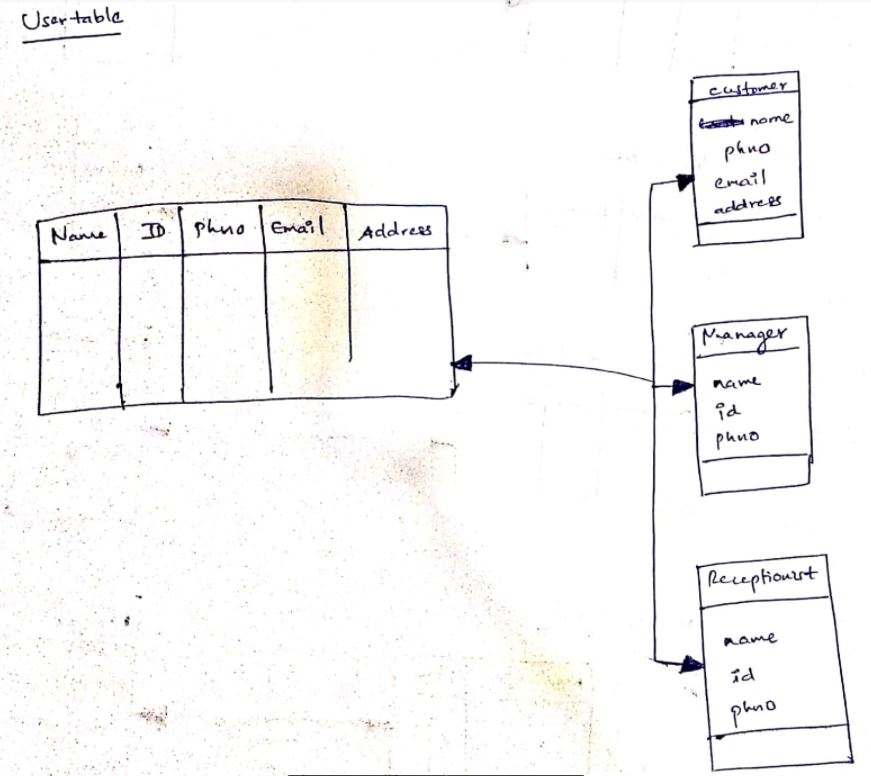 User table
Name ID Phno Email Address
Customer
name
phno
email
address
Manager
name
id
phno
Receptionist
name
id
phno